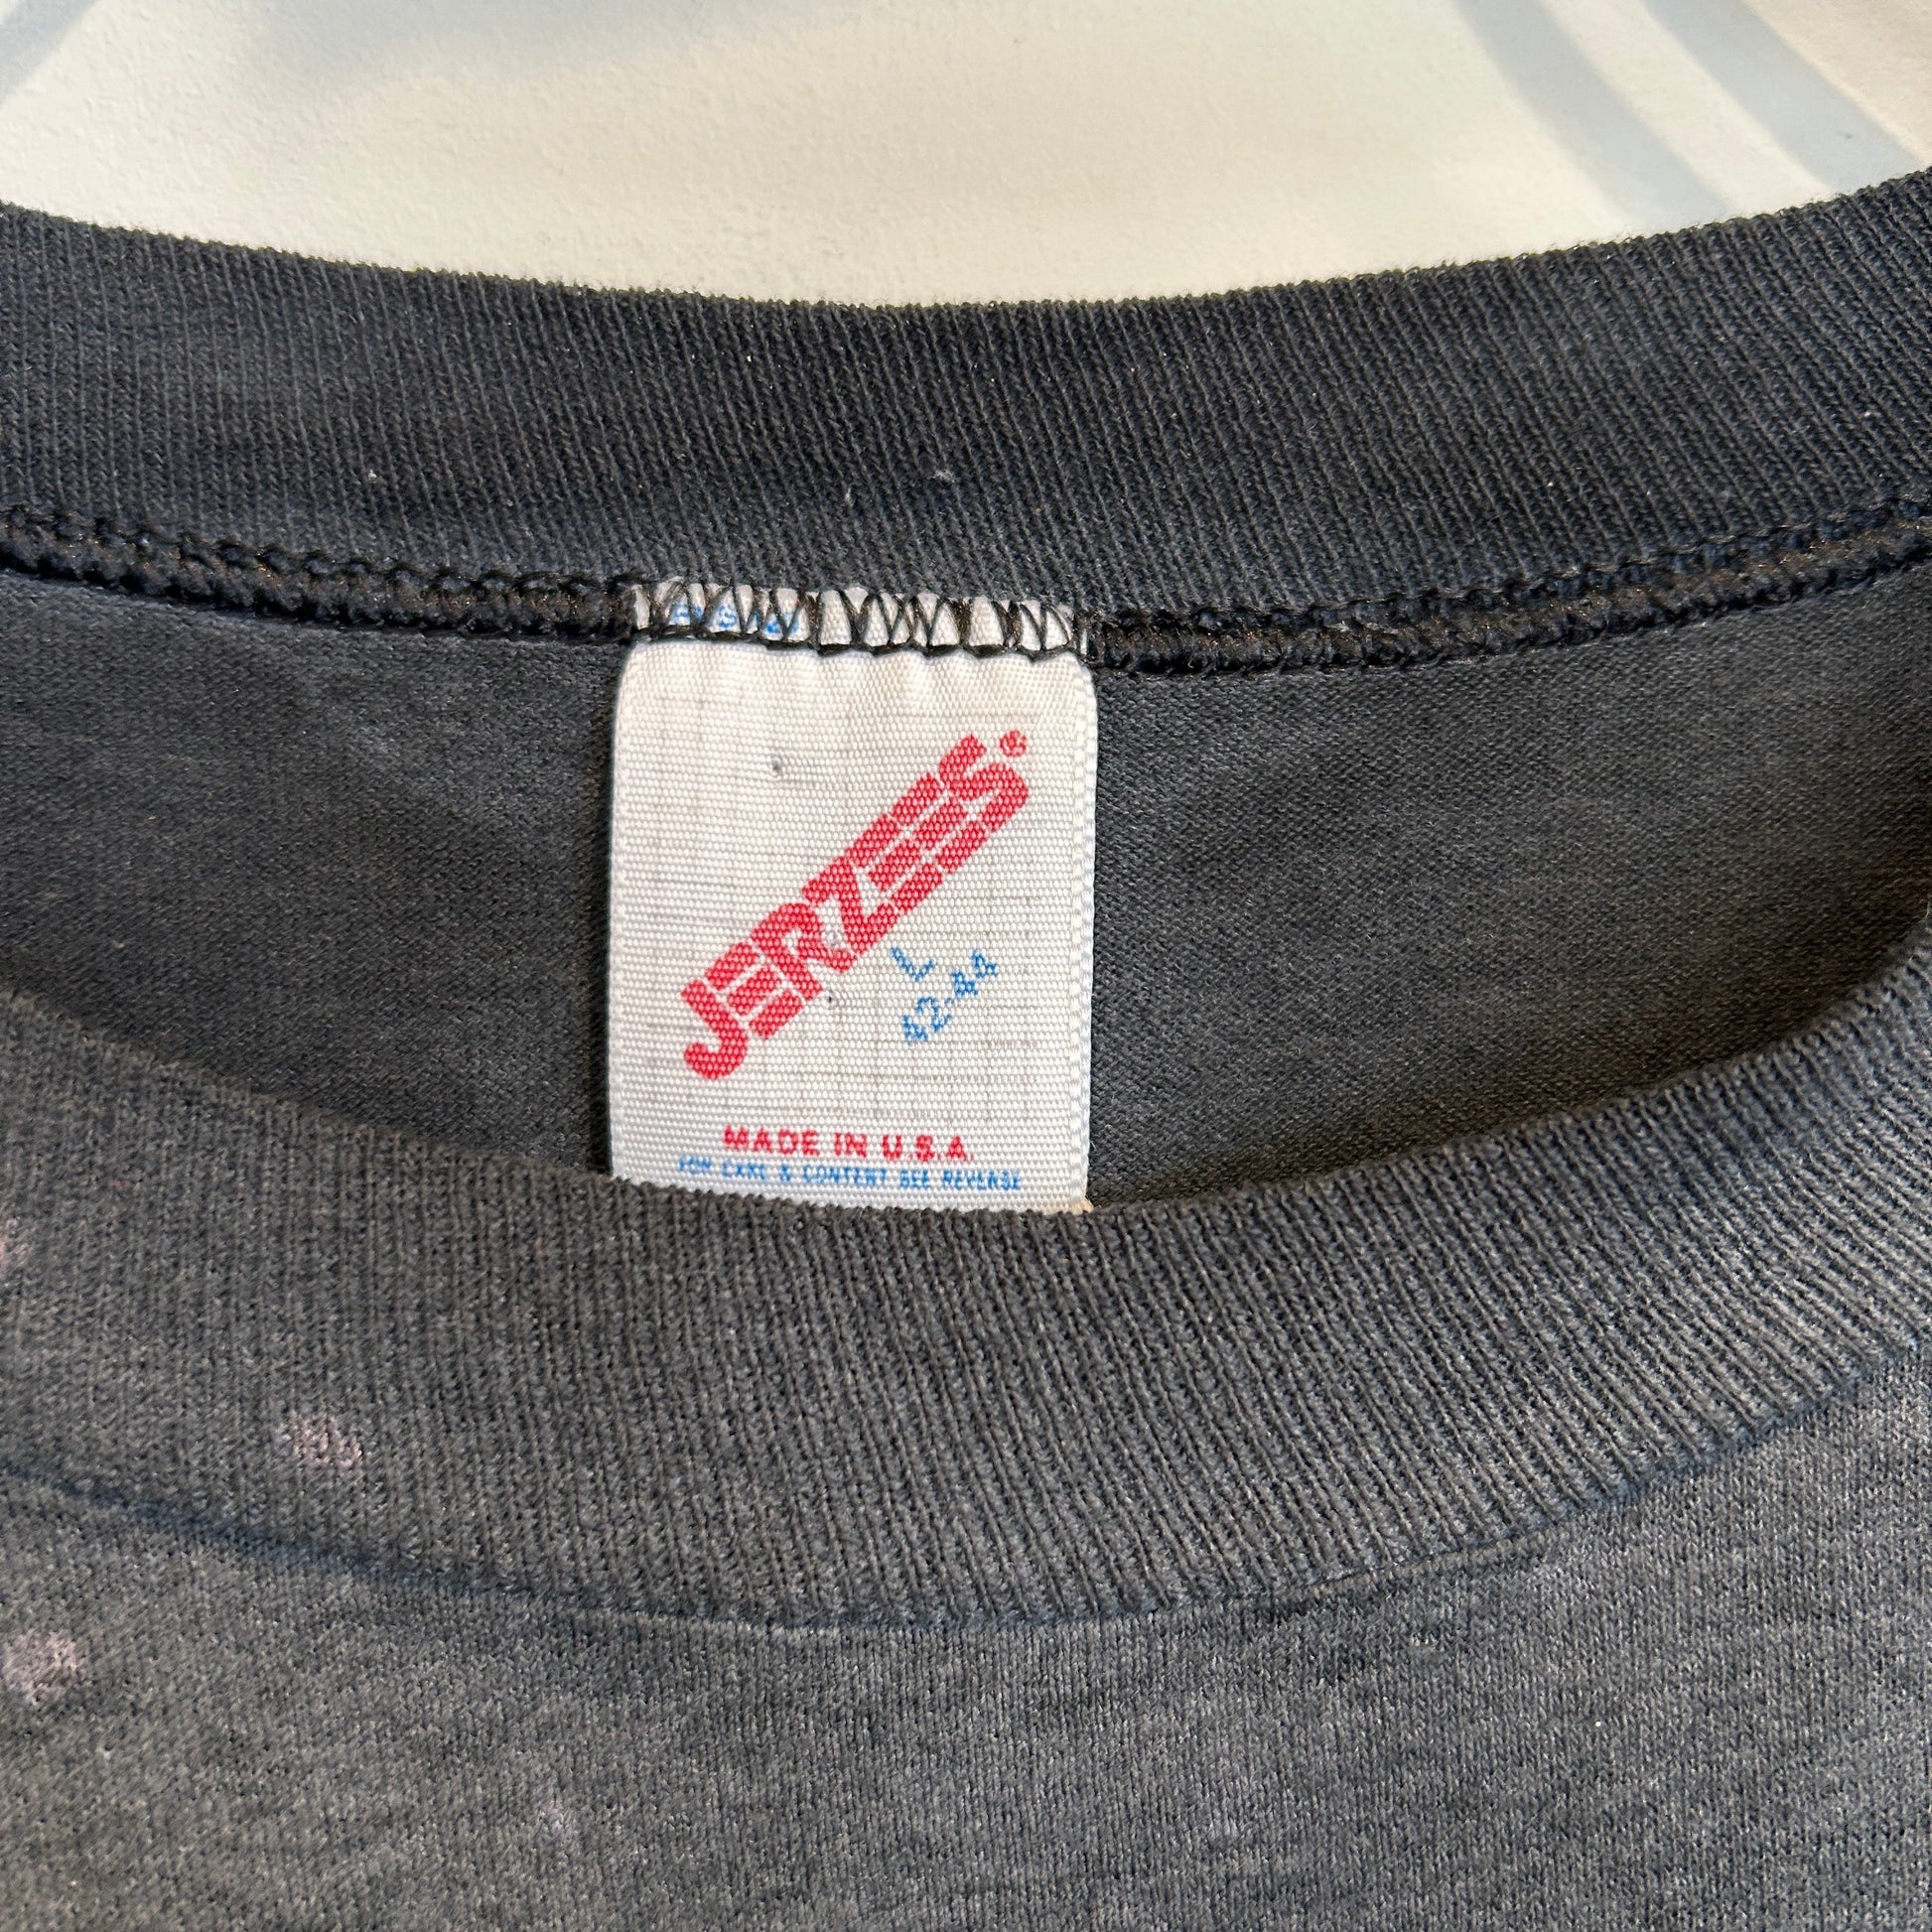 JERZEES®
L
42-44
MADE IN U.S.A.
FOR CARE & CONTENT SEE REVERSE